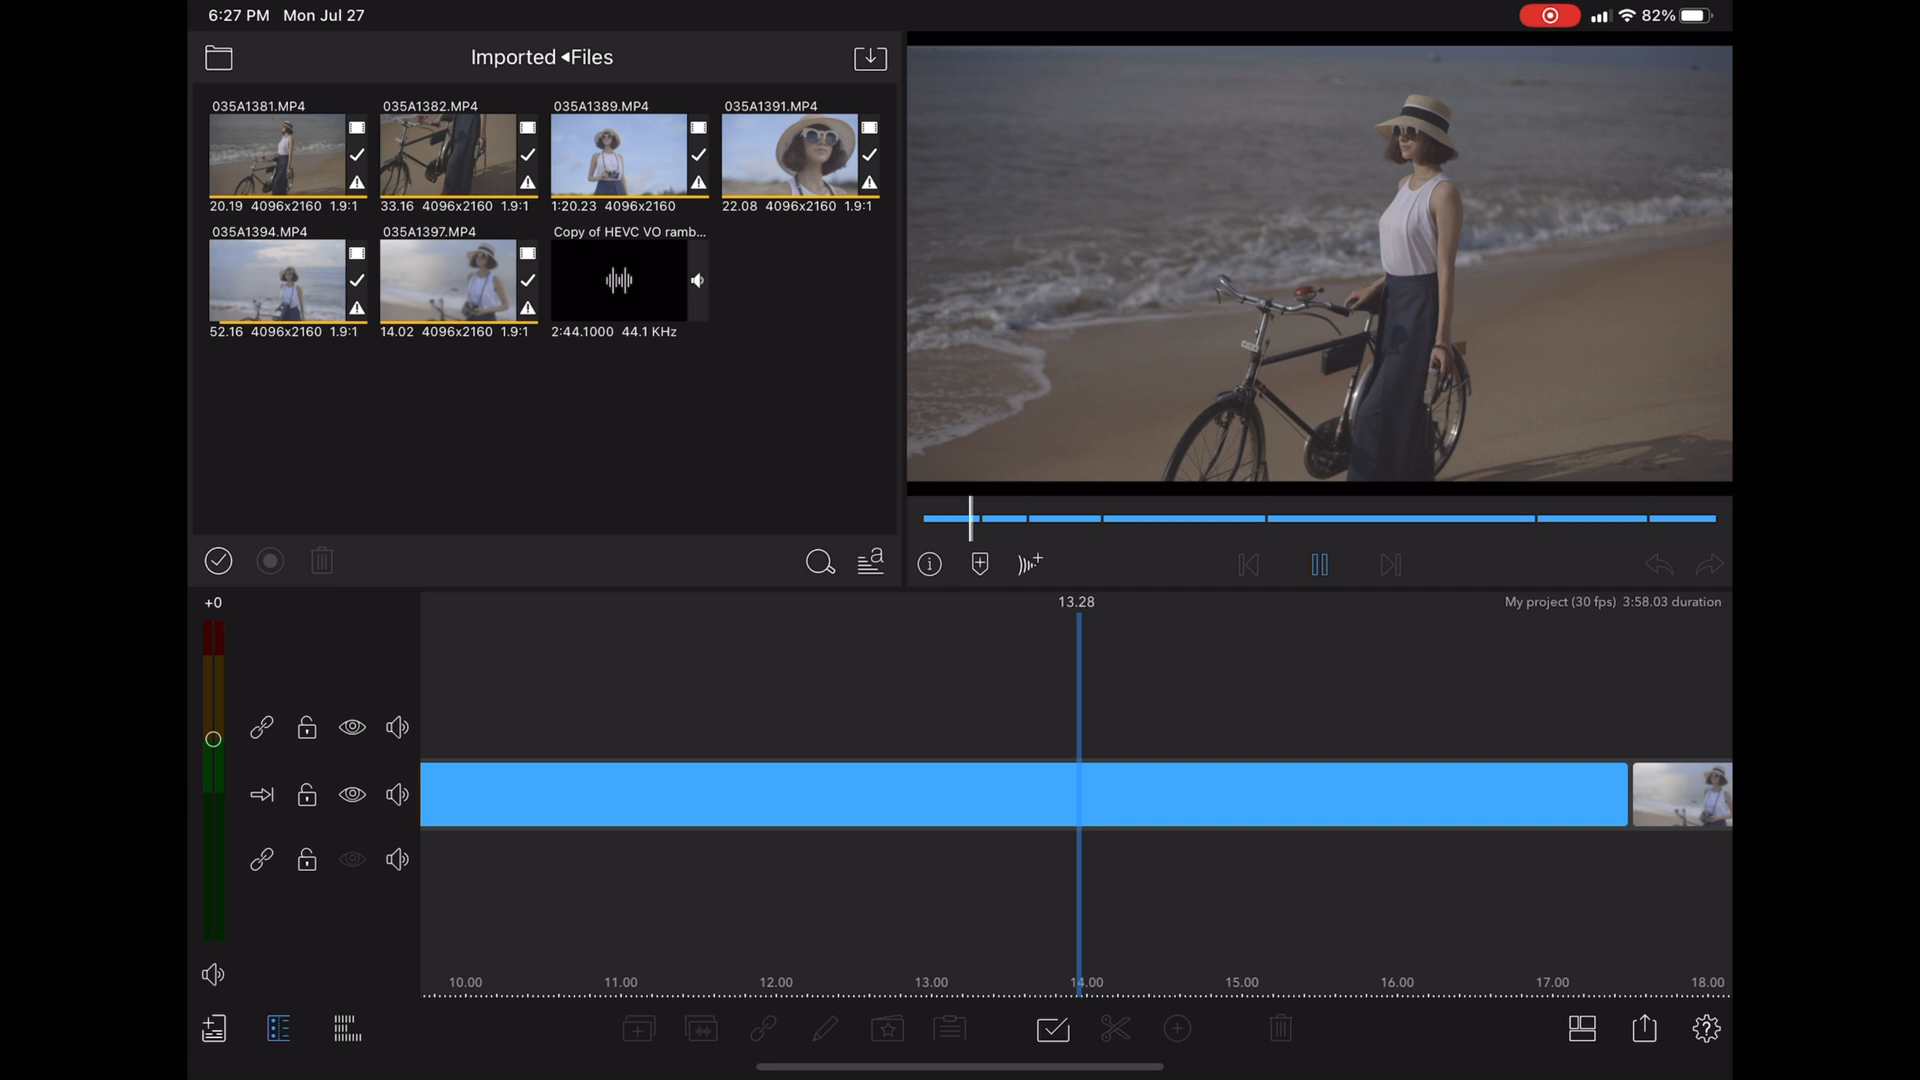 6:27 PM Mon Jul 27
82%
Imported ◂Files
035A1381.MP4 035A1382.MP4 035A1389.MP4 035A1391.MP4
20.19 4096x2160 1.9:1 33.16 4096x2160 1.9:1 1:20.23 4096x2160 22.08 4096x2160 1.9:1
035A1394.MP4 035A1397.MP4 Copy of HEVC VO ramb...
52.16 4096x2160 1.9:1 14.02 4096x2160 1.9:1 2:44.1000 44.1 KHz
+0
13.28
My project (30 fps) 3:58.03 duration
10.00 11.00 12.00 13.00 14.00 15.00 16.00 17.00 18.00